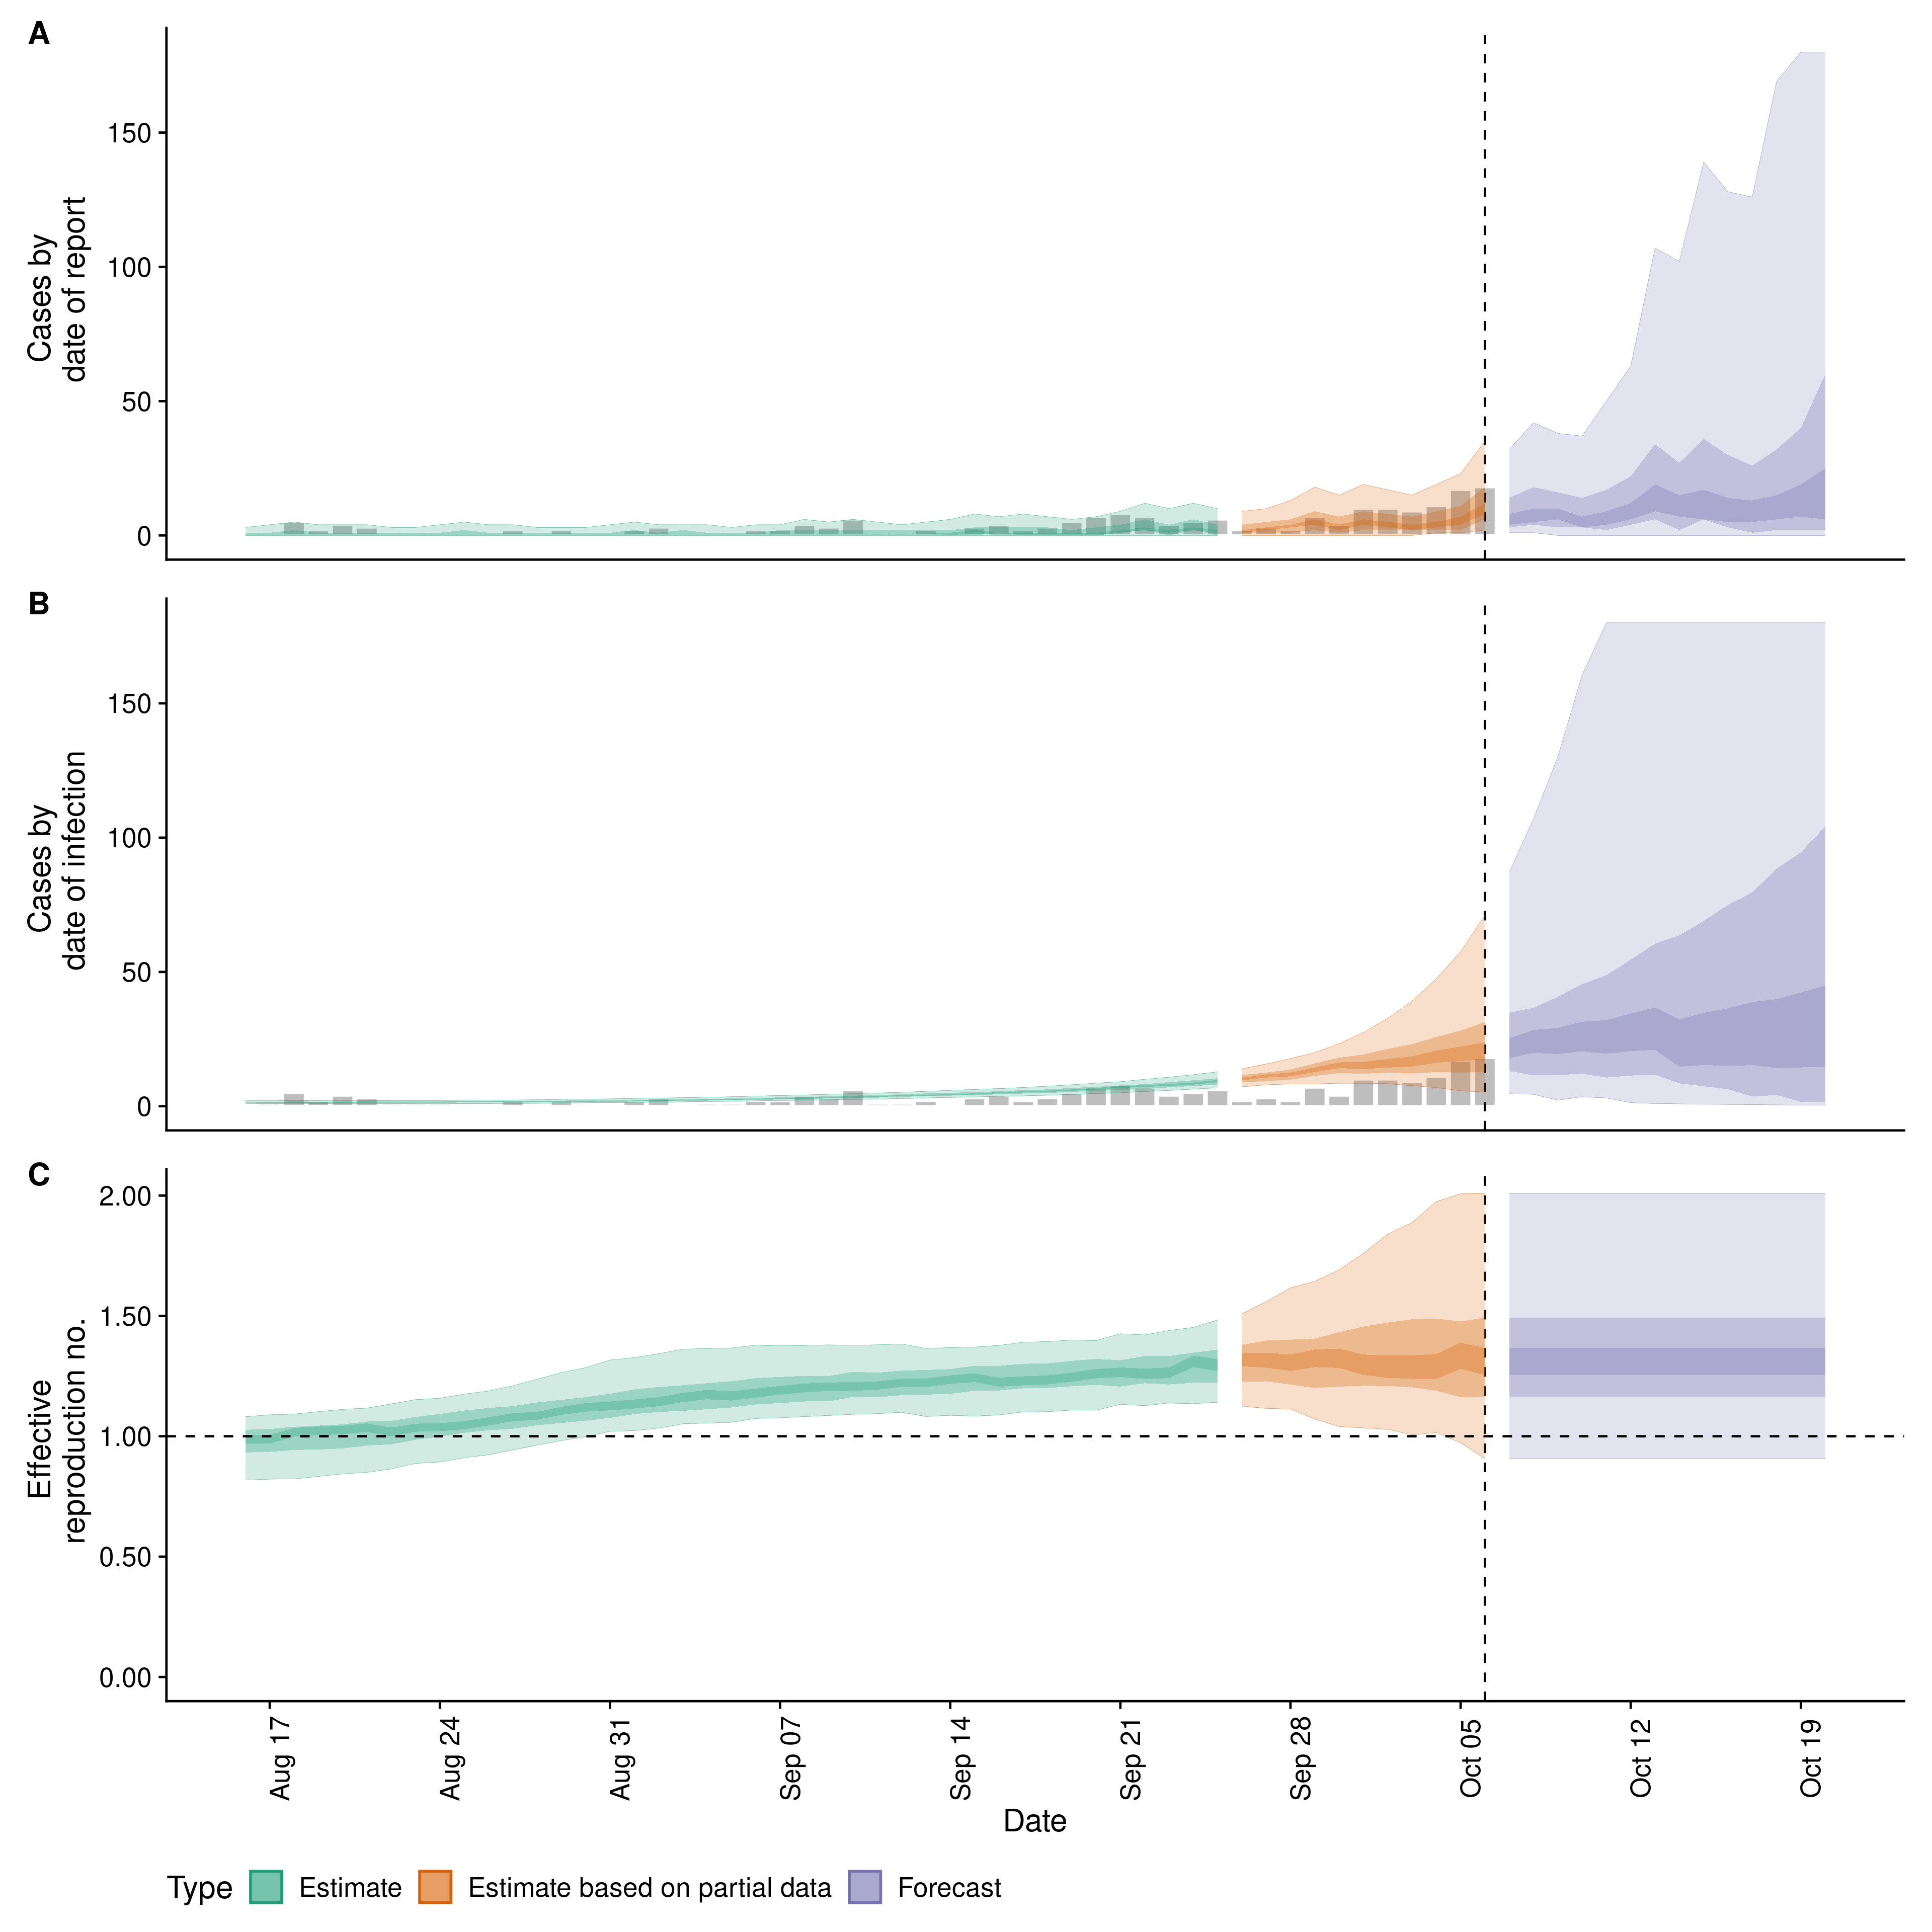 A
Cases by
date of report
150
100
50
0
B
Cases by
date of infection
150
100
50
0
C
Effective
reproduction no.
2.00
1.50
1.00
0.50
0.00
Aug 17
Aug 24
Aug 31
Sep 07
Sep 14
Sep 21
Sep 28
Oct 05
Oct 12
Oct 19
Date
Type Estimate Estimate based on partial data Forecast